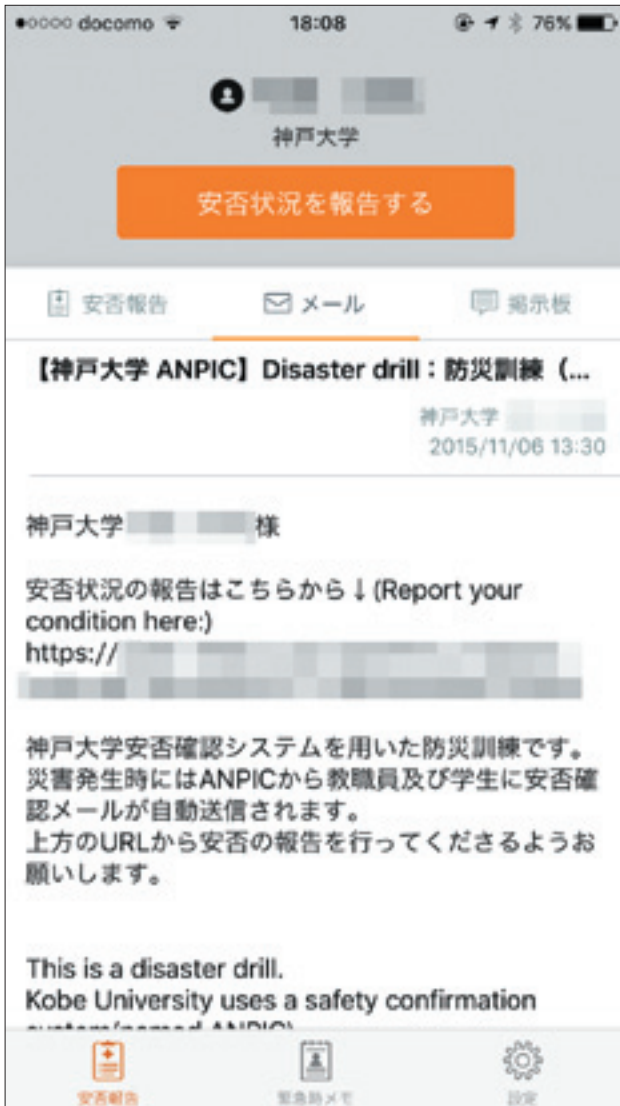 docomo 18:08 76%
神戸大学
安否状況を報告する
安否報告 メール 掲示板
【神戸大学 ANPIC】Disaster drill：防災訓練（...
神戸大学
2015/11/06 13:30
神戸大学 様
安否状況の報告はこちらから↓(Report your
condition here:)
https://
神戸大学安否確認システムを用いた防災訓練です。
災害発生時にはANPICから教職員及び学生に安否確
認メールが自動送信されます。
上方のURLから安否の報告を行ってくださるようお
願いします。
This is a disaster drill.
Kobe University uses a safety confirmation
system(named ANPIC)
安否報告 緊急時メモ 設定